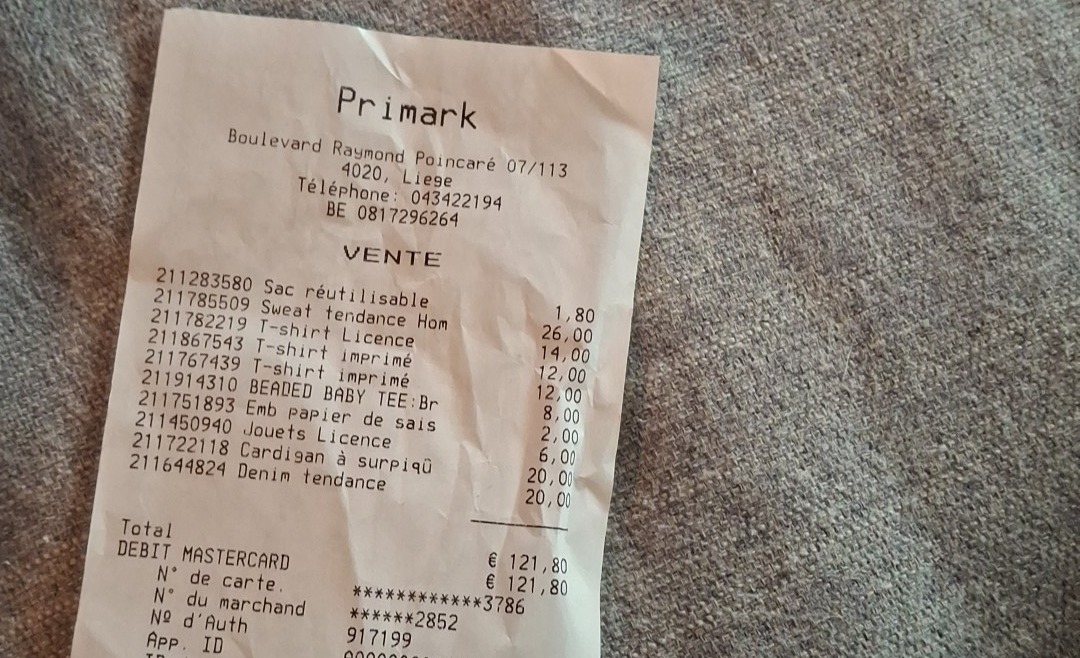 Primark
Boulevard Raymond Poincaré 07/113
4020, Liege
Téléphone: 043422194
BE 0817296264
VENTE
211283580 Sac réutilisable 1,80
211785509 Sweat tendance Hom 26,00
211782219 T-shirt Licence 14,00
211867543 T-shirt imprimé 12,00
211767439 T-shirt imprimé 12,00
211914310 BEADED BABY TEE:Br 8,00
211751893 Emb papier de sais 2,00
211450940 Jouets Licence 6,00
211722118 Cardigan à surpiqû 20,00
211644824 Denim tendance 20,00
Total € 121,80
DEBIT MASTERCARD € 121,80
N° de carte. ************3786
N° du marchand ******2852
Nº d'Auth 917199
App. ID